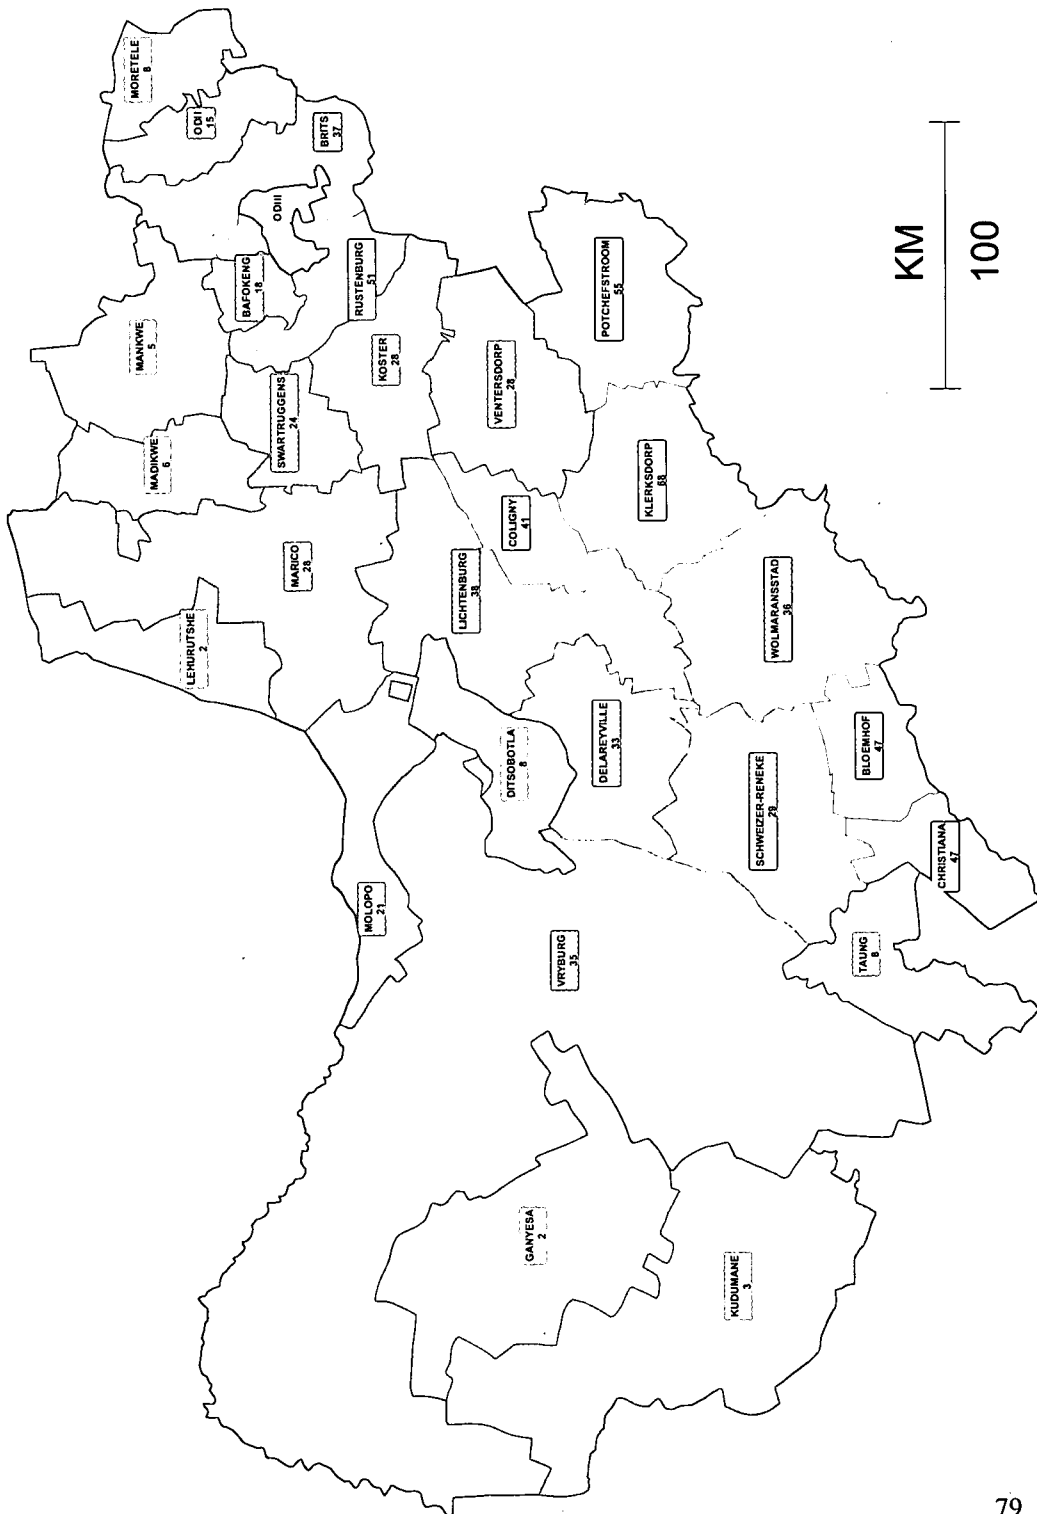 MORETELE
8
ODI I
15
BRITS
37
ODI II
BAFOKENG
18
RUSTENBURG
51
MANKWE
5
KOSTER
28
SWARTRUGGENS
24
MADIKWE
6
VENTERSDORP
28
POTCHEFSTROOM
55
KLERKSDORP
68
COLIGNY
41
MARICO
28
LICHTENBURG
38
LEHURUTSHE
2
WOLMARANSSTAD
36
DITSOBOTLA
8
DELAREYVILLE
33
BLOEMHOF
47
SCHWEIZER-RENEKE
29
CHRISTIANA
47
MOLOPO
21
VRYBURG
35
TAUNG
8
GANYESA
2
KUDUMANE
3
KM
100
79